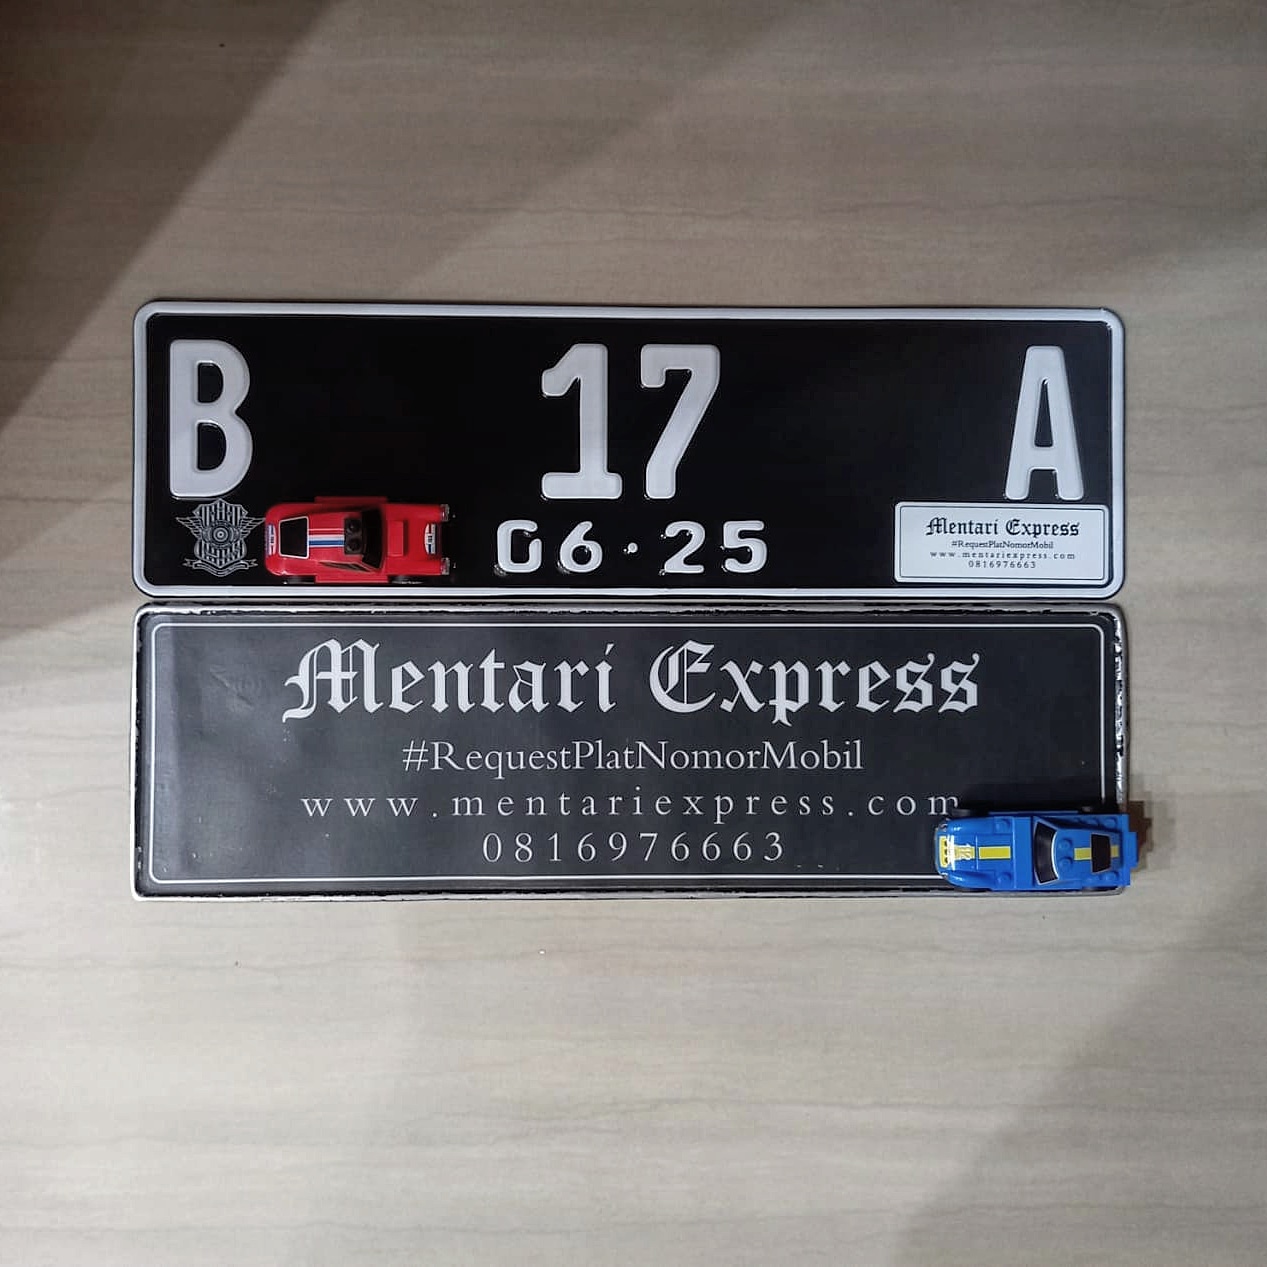 B 17 A
06·25
Mentari Express
#RequestPlatNomorMobil
www.mentariexpress.com
0816976663
Mentari Express
#RequestPlatNomorMobil
www.mentariexpress.com
0816976663